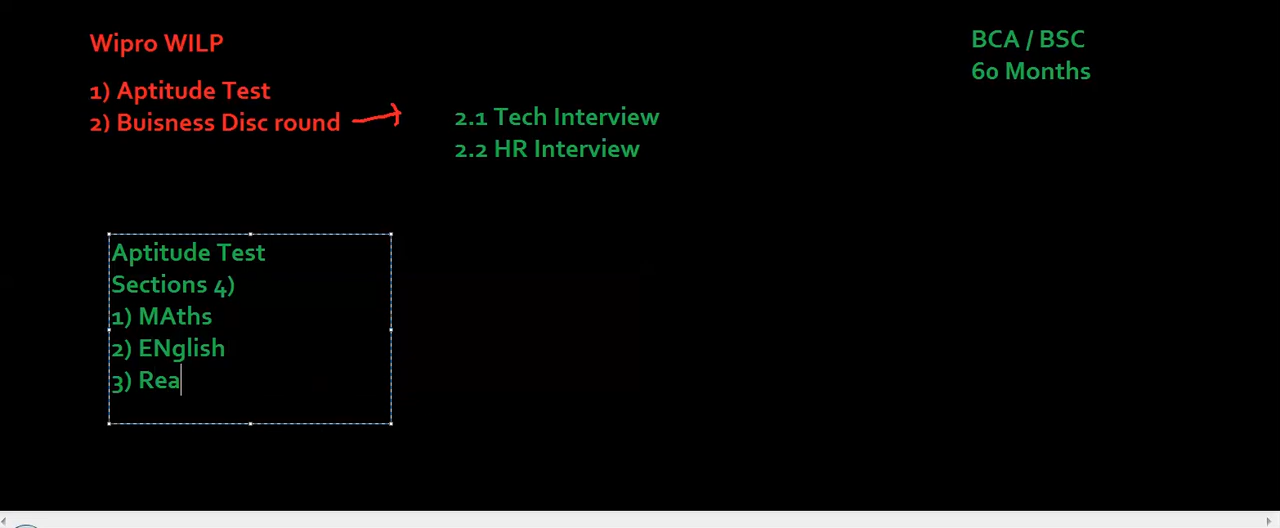 Wipro WILP
1) Aptitude Test
2) Buisness Disc round
2.1 Tech Interview
2.2 HR Interview
BCA / BSC
60 Months
Aptitude Test
Sections 4)
1) MAths
2) ENglish
3) Rea